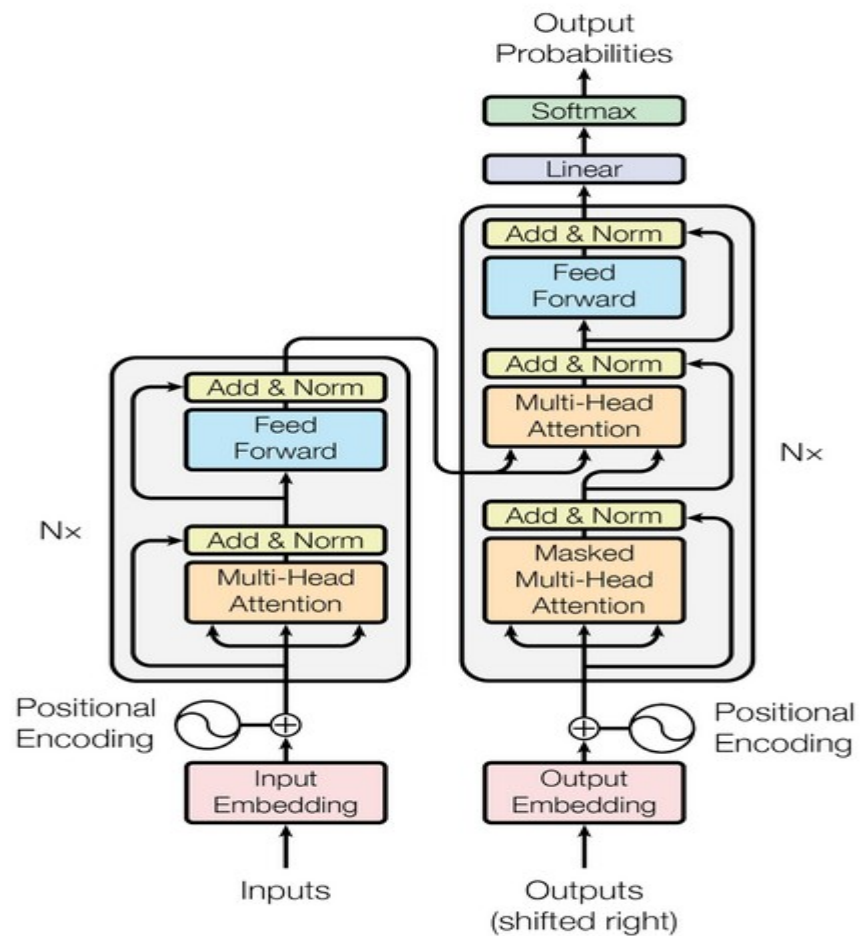 Output
Probabilities
Softmax
Linear
Add & Norm
Feed
Forward
Add & Norm
Multi-Head
Attention
Add & Norm
Masked
Multi-Head
Attention
Nx
Add & Norm
Feed
Forward
Add & Norm
Multi-Head
Attention
Nx
Positional
Encoding
Positional
Encoding
Input
Embedding
Output
Embedding
Inputs
Outputs
(shifted right)